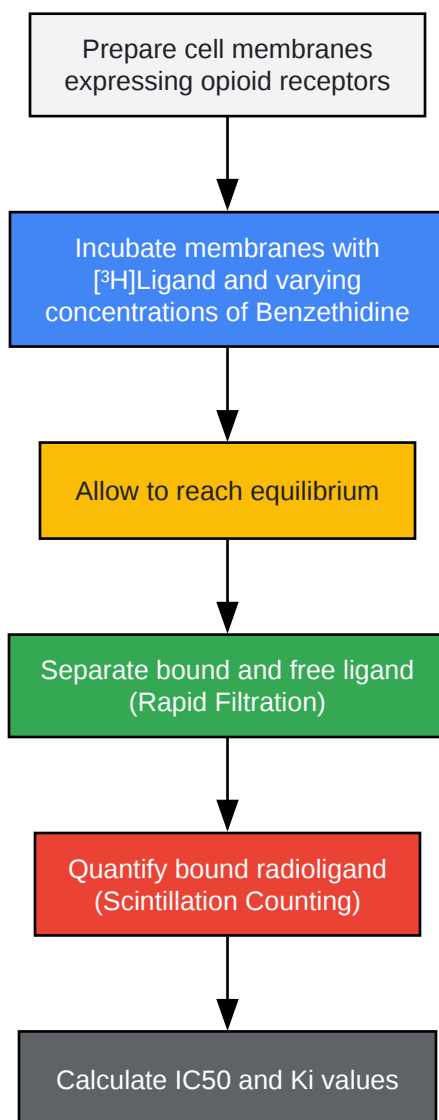 Prepare cell membranes
expressing opioid receptors
Incubate membranes with
[³H]Ligand and varying
concentrations of Benzethidine
Allow to reach equilibrium
Separate bound and free ligand
(Rapid Filtration)
Quantify bound radioligand
(Scintillation Counting)
Calculate IC50 and Ki values